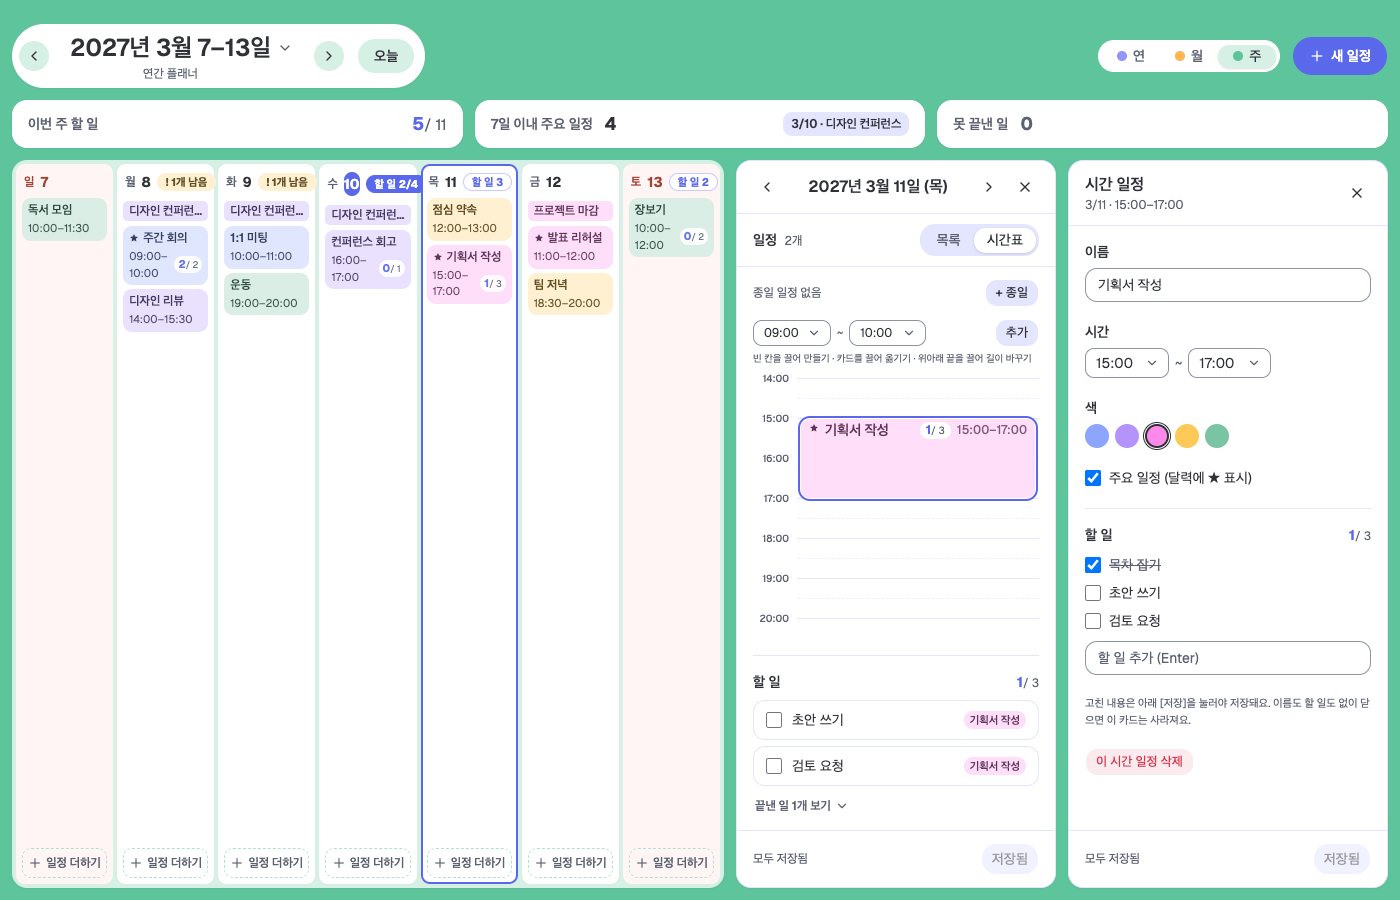 2027년 3월 7–13일
연간 플래너
오늘
연
월
주
+ 새 일정
이번 주 할 일
5/ 11
7일 이내 주요 일정 4
3/10 · 디자인 컨퍼런스
못 끝낸 일 0
일 7
독서 모임
10:00–11:30
+ 일정 더하기
월 8
! 1개 남음
디자인 컨퍼런...
★ 주간 회의
09:00–
10:00
2/ 2
디자인 리뷰
14:00–15:30
+ 일정 더하기
화 9
! 1개 남음
디자인 컨퍼런...
1:1 미팅
10:00–11:00
운동
19:00–20:00
+ 일정 더하기
수 10
할 일 2/4
디자인 컨퍼런...
컨퍼런스 회고
16:00–
17:00
0/ 1
+ 일정 더하기
목 11
할 일 3
점심 약속
12:00–13:00
★ 기획서 작성
15:00–
17:00
1/ 3
+ 일정 더하기
금 12
프로젝트 마감
★ 발표 리허설
11:00–12:00
팀 저녁
18:30–20:00
+ 일정 더하기
토 13
할 일 2
장보기
10:00–
12:00
0/ 2
+ 일정 더하기
2027년 3월 11일 (목)
일정 2개
목록
시간표
종일 일정 없음
+ 종일
09:00 ~ 10:00
추가
빈 칸을 끌어 만들기 · 카드를 끌어 옮기기 · 위아래 끝을 끌어 길이 바꾸기
14:00
15:00
★ 기획서 작성 1/ 3 15:00–17:00
16:00
17:00
18:00
19:00
20:00
할 일
1/ 3
초안 쓰기
기획서 작성
검토 요청
기획서 작성
끝낸 일 1개 보기
모두 저장됨
저장됨
시간 일정
3/11 · 15:00–17:00
이름
기획서 작성
시간
15:00 ~ 17:00
색
주요 일정 (달력에 ★ 표시)
할 일
1/ 3
목차 잡기
초안 쓰기
검토 요청
할 일 추가 (Enter)
고친 내용은 아래 [저장]을 눌러야 저장돼요. 이름도 할 일도 없이 닫
으면 이 카드는 사라져요.
이 시간 일정 삭제
모두 저장됨
저장됨